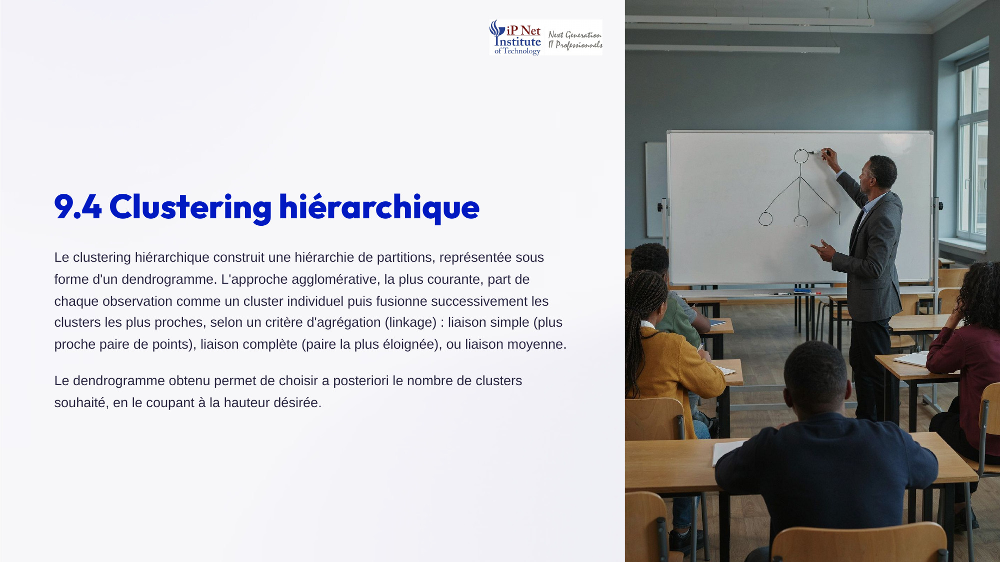 iP Net
Institute
of Technology
Next Generation
IT Professionnels
9.4 Clustering hiérarchique
Le clustering hiérarchique construit une hiérarchie de partitions, représentée sous
forme d'un dendrogramme. L'approche agglomérative, la plus courante, part de
chaque observation comme un cluster individuel puis fusionne successivement les
clusters les plus proches, selon un critère d'agrégation (linkage) : liaison simple (plus
proche paire de points), liaison complète (paire la plus éloignée), ou liaison moyenne.
Le dendrogramme obtenu permet de choisir a posteriori le nombre de clusters
souhaité, en le coupant à la hauteur désirée.